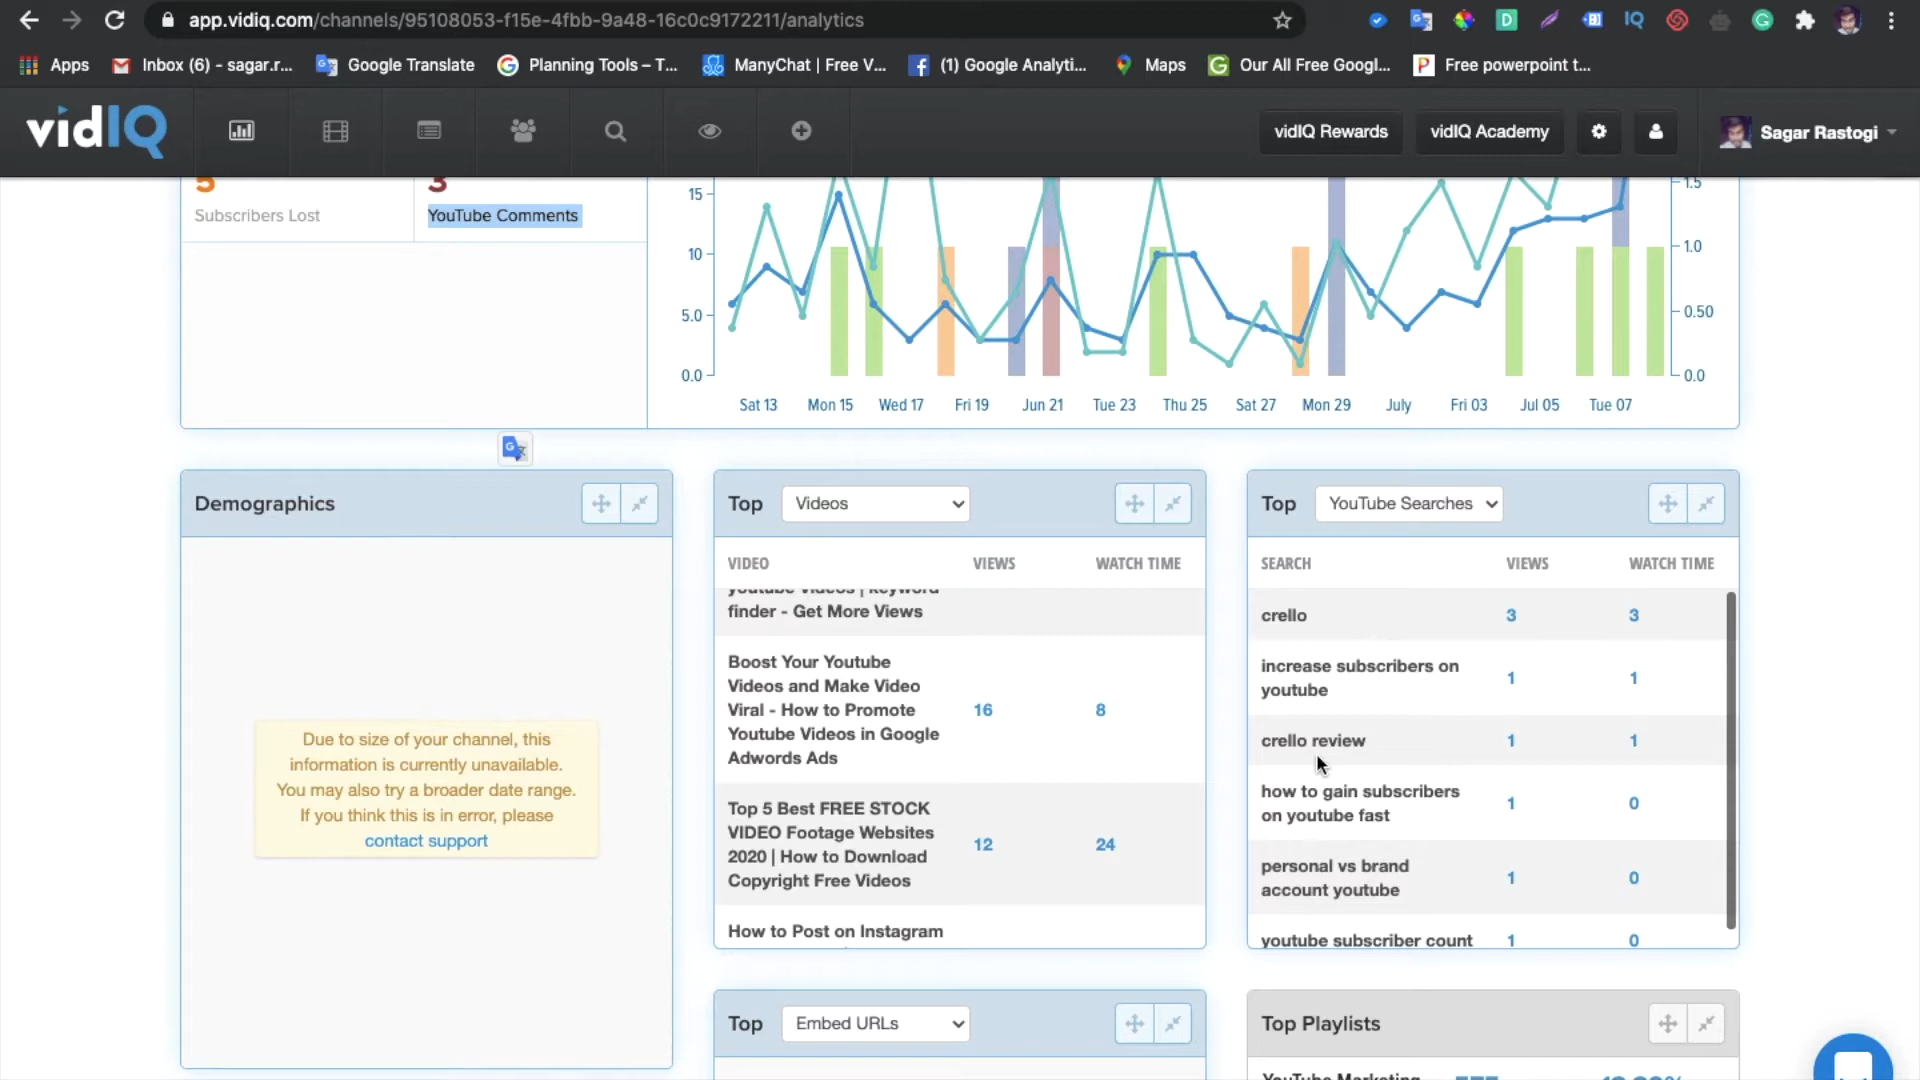 app.vidiq.com/channels/95108053-f15e-4fbb-9a48-16c0c9172211/analytics
Apps
Inbox (6) - sagar.r...
Google Translate
Planning Tools – T...
ManyChat | Free V...
(1) Google Analyti...
Maps
Our All Free Googl...
Free powerpoint t...
vidIQ
vidIQ Rewards
vidIQ Academy
Sagar Rastogi
5
3
Subscribers Lost
YouTube Comments
15
10
5.0
0.0
1.5
1.0
0.50
0.0
Sat 13
Mon 15
Wed 17
Fri 19
Jun 21
Tue 23
Thu 25
Sat 27
Mon 29
July
Fri 03
Jul 05
Tue 07
Demographics
Due to size of your channel, this
information is currently unavailable.
You may also try a broader date range.
If you think this is in error, please
contact support
Top Videos
VIDEO VIEWS WATCH TIME
youtube videos | keyword
finder - Get More Views
Boost Your Youtube
Videos and Make Video
Viral - How to Promote
Youtube Videos in Google
Adwords Ads
16 8
Top 5 Best FREE STOCK
VIDEO Footage Websites
2020 | How to Download
Copyright Free Videos
12 24
How to Post on Instagram
Top YouTube Searches
SEARCH VIEWS WATCH TIME
crello 3 3
increase subscribers on
youtube
1 1
crello review 1 1
how to gain subscribers
on youtube fast
1 0
personal vs brand
account youtube
1 0
youtube subscriber count 1 0
Top Embed URLs
Top Playlists
YouTube Marketing